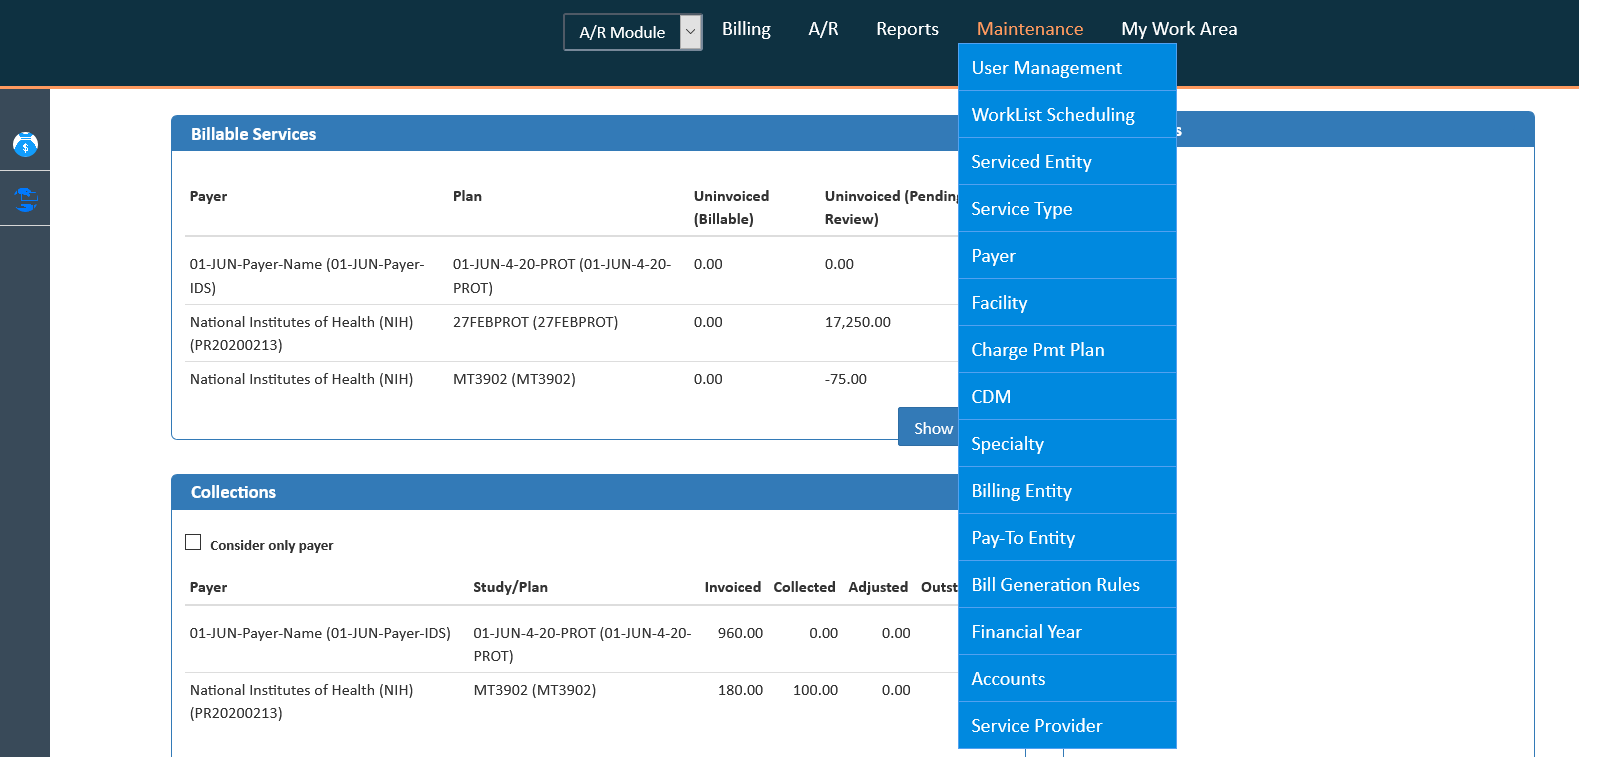 A/R Module
Billing
A/R
Reports
Maintenance
My Work Area
User Management
WorkList Scheduling
Serviced Entity
Service Type
Payer
Facility
Charge Pmt Plan
CDM
Specialty
Billing Entity
Pay-To Entity
Bill Generation Rules
Financial Year
Accounts
Service Provider
Billable Services
Payer Plan Uninvoiced Uninvoiced (Pending
(Billable) Review)
01-JUN-Payer-Name (01-JUN-Payer- 01-JUN-4-20-PROT (01-JUN-4-20- 0.00 0.00
IDS) PROT)
National Institutes of Health (NIH) 27FEBPROT (27FEBPROT) 0.00 17,250.00
(PR20200213)
National Institutes of Health (NIH) MT3902 (MT3902) 0.00 -75.00
Show
s
Collections
Consider only payer
Payer Study/Plan Invoiced Collected Adjusted Outst
01-JUN-Payer-Name (01-JUN-Payer-IDS) 01-JUN-4-20-PROT (01-JUN-4-20- 960.00 0.00 0.00
PROT)
National Institutes of Health (NIH) MT3902 (MT3902) 180.00 100.00 0.00
(PR20200213)
$